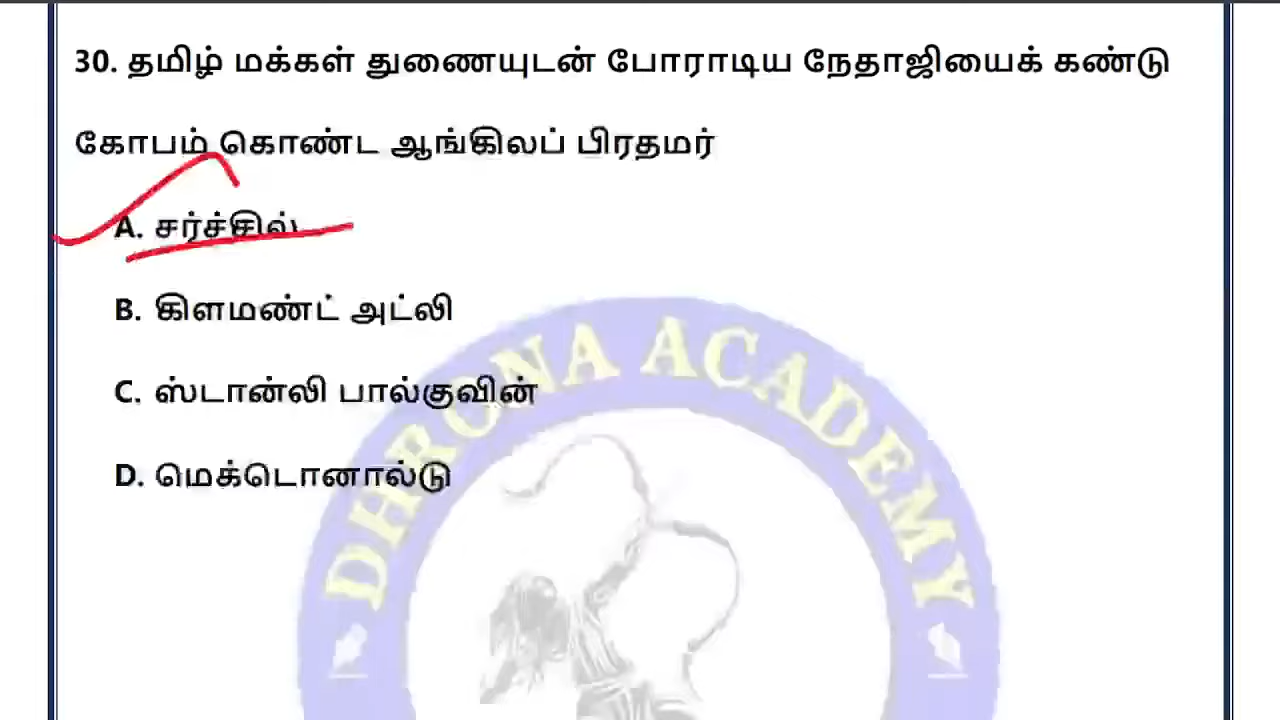 30. தமிழ் மக்கள் துணையுடன் போராடிய நேதாஜியைக் கண்டு
கோபம் கொண்ட ஆங்கிலப் பிரதமர்
A. சர்ச்சில்
B. கிளமண்ட் அட்லி
C. ஸ்டான்லி பால்குவின்
D. மெக்டொனால்டு
DHRONA ACADEMY